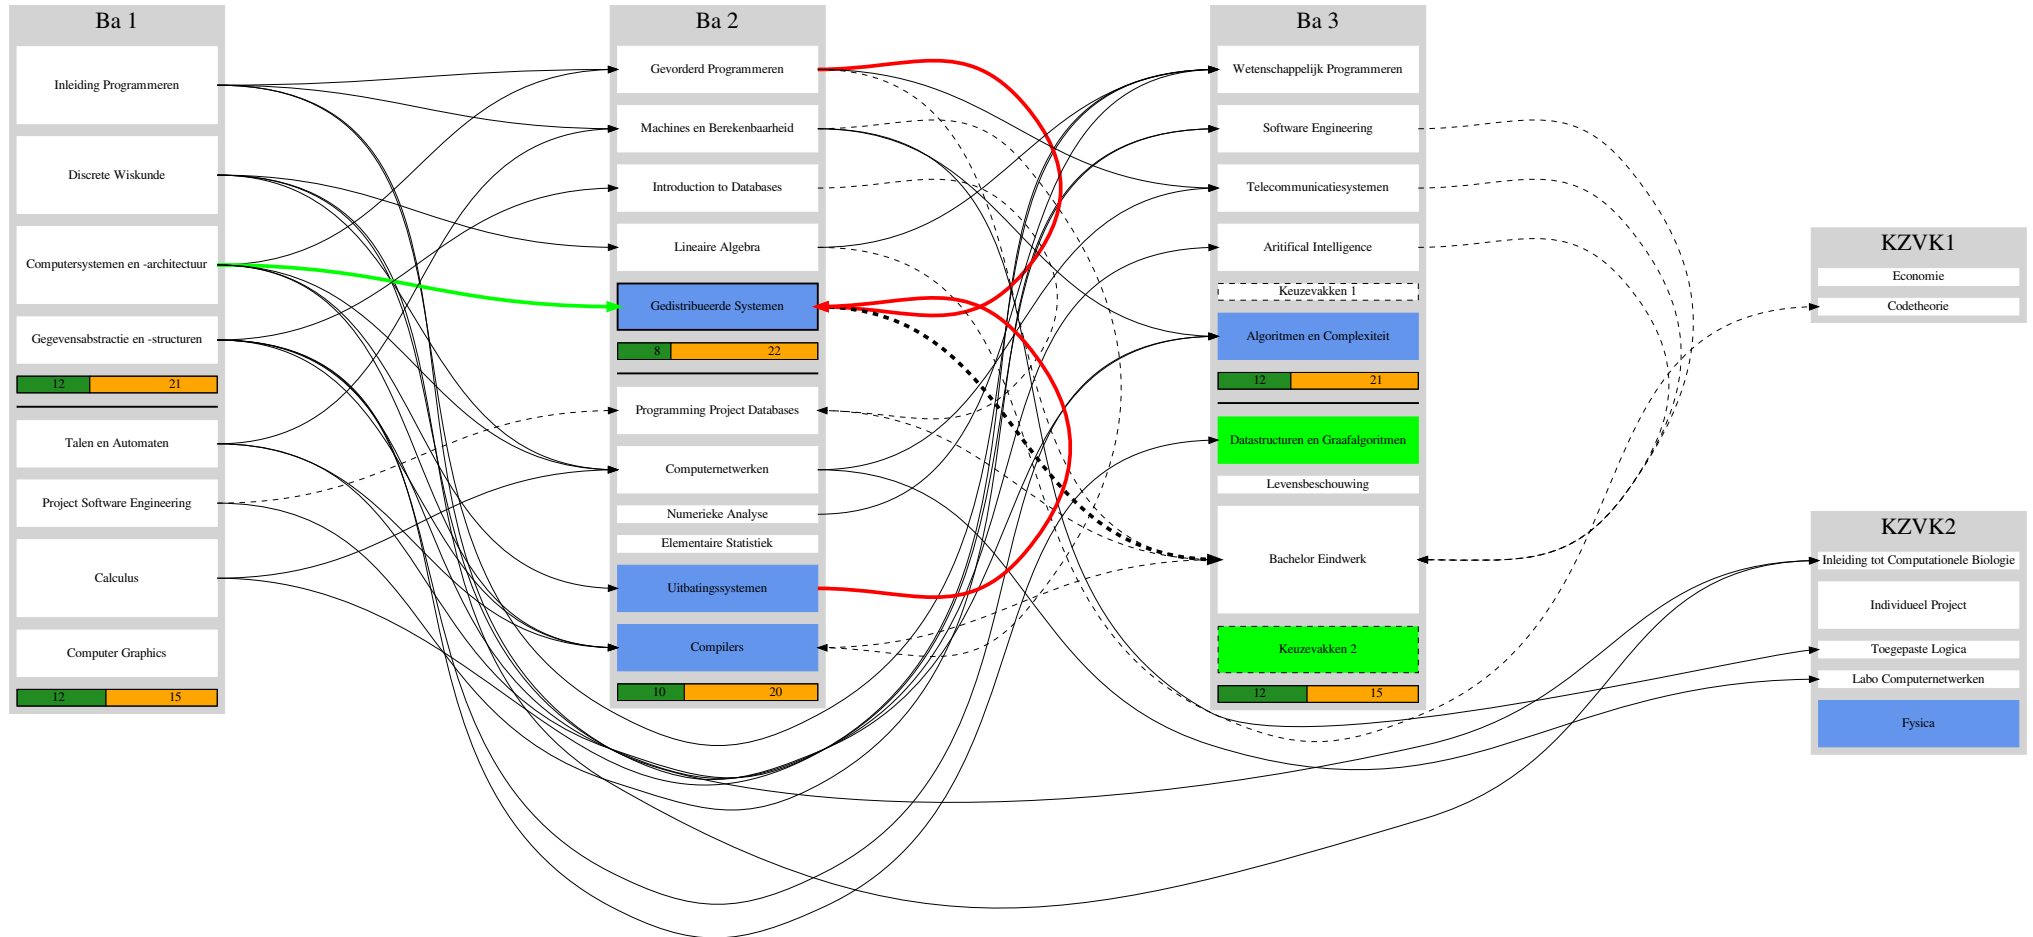 Ba 1
Inleiding Programmeren
Discrete Wiskunde
Computersystemen en -architectuur
Gegevensabstractie en -structuren
12 21
Talen en Automaten
Project Software Engineering
Calculus
Computer Graphics
12 15
Ba 2
Gevorderd Programmeren
Machines en Berekenbaarheid
Introduction to Databases
Lineaire Algebra
Gedistribueerde Systemen
8 22
Programming Project Databases
Computernetwerken
Numerieke Analyse
Elementaire Statistiek
Uitbatingssystemen
Compilers
10 20
Ba 3
Wetenschappelijk Programmeren
Software Engineering
Telecommunicatiesystemen
Aritifical Intelligence
Keuzevakken 1
Algoritmen en Complexiteit
12 21
Datastructuren en Graafalgoritmen
Levensbeschouwing
Bachelor Eindwerk
Keuzevakken 2
12 15
KZVK1
Economie
Codetheorie
KZVK2
Inleiding tot Computationele Biologie
Individueel Project
Toegepaste Logica
Labo Computernetwerken
Fysica